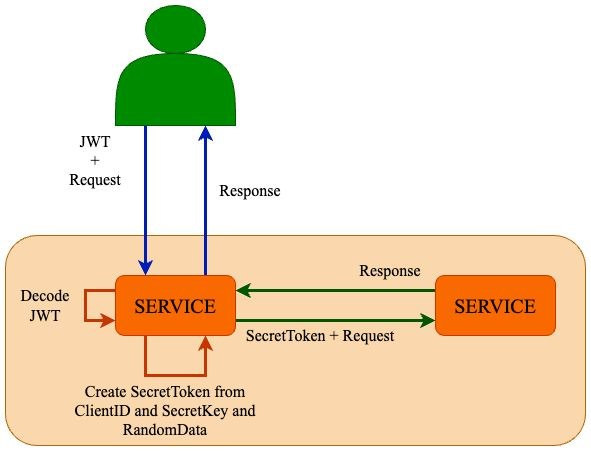 JWT
+
Request
Response
Response
Decode
JWT
SERVICE
SERVICE
SecretToken + Request
Create SecretToken from
ClientID and SecretKey and
RandomData